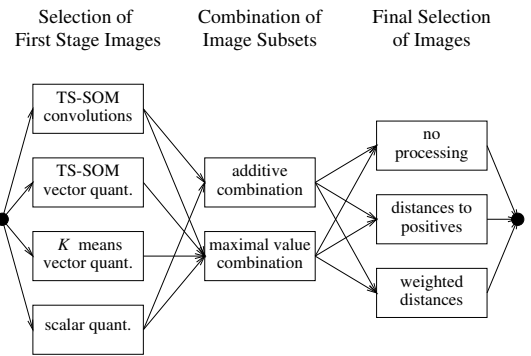 Selection of
First Stage Images
Combination of
Image Subsets
Final Selection
of Images
TS-SOM
convolutions
TS-SOM
vector quant.
K means
vector quant.
scalar quant.
additive
combination
maximal value
combination
no
processing
distances to
positives
weighted
distances